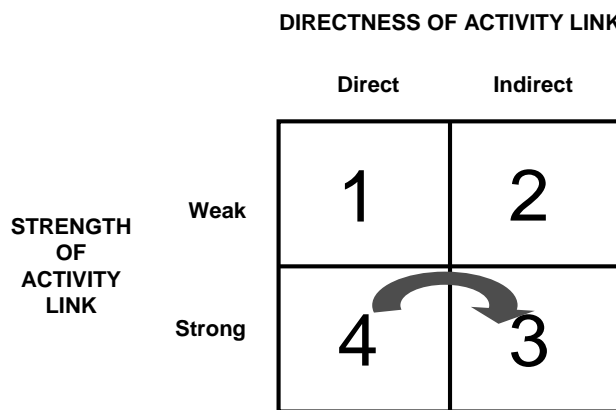 DIRECTNESS OF ACTIVITY LINK
Direct Indirect
1 2
Weak
STRENGTH
OF
ACTIVITY
LINK
Strong
4 3